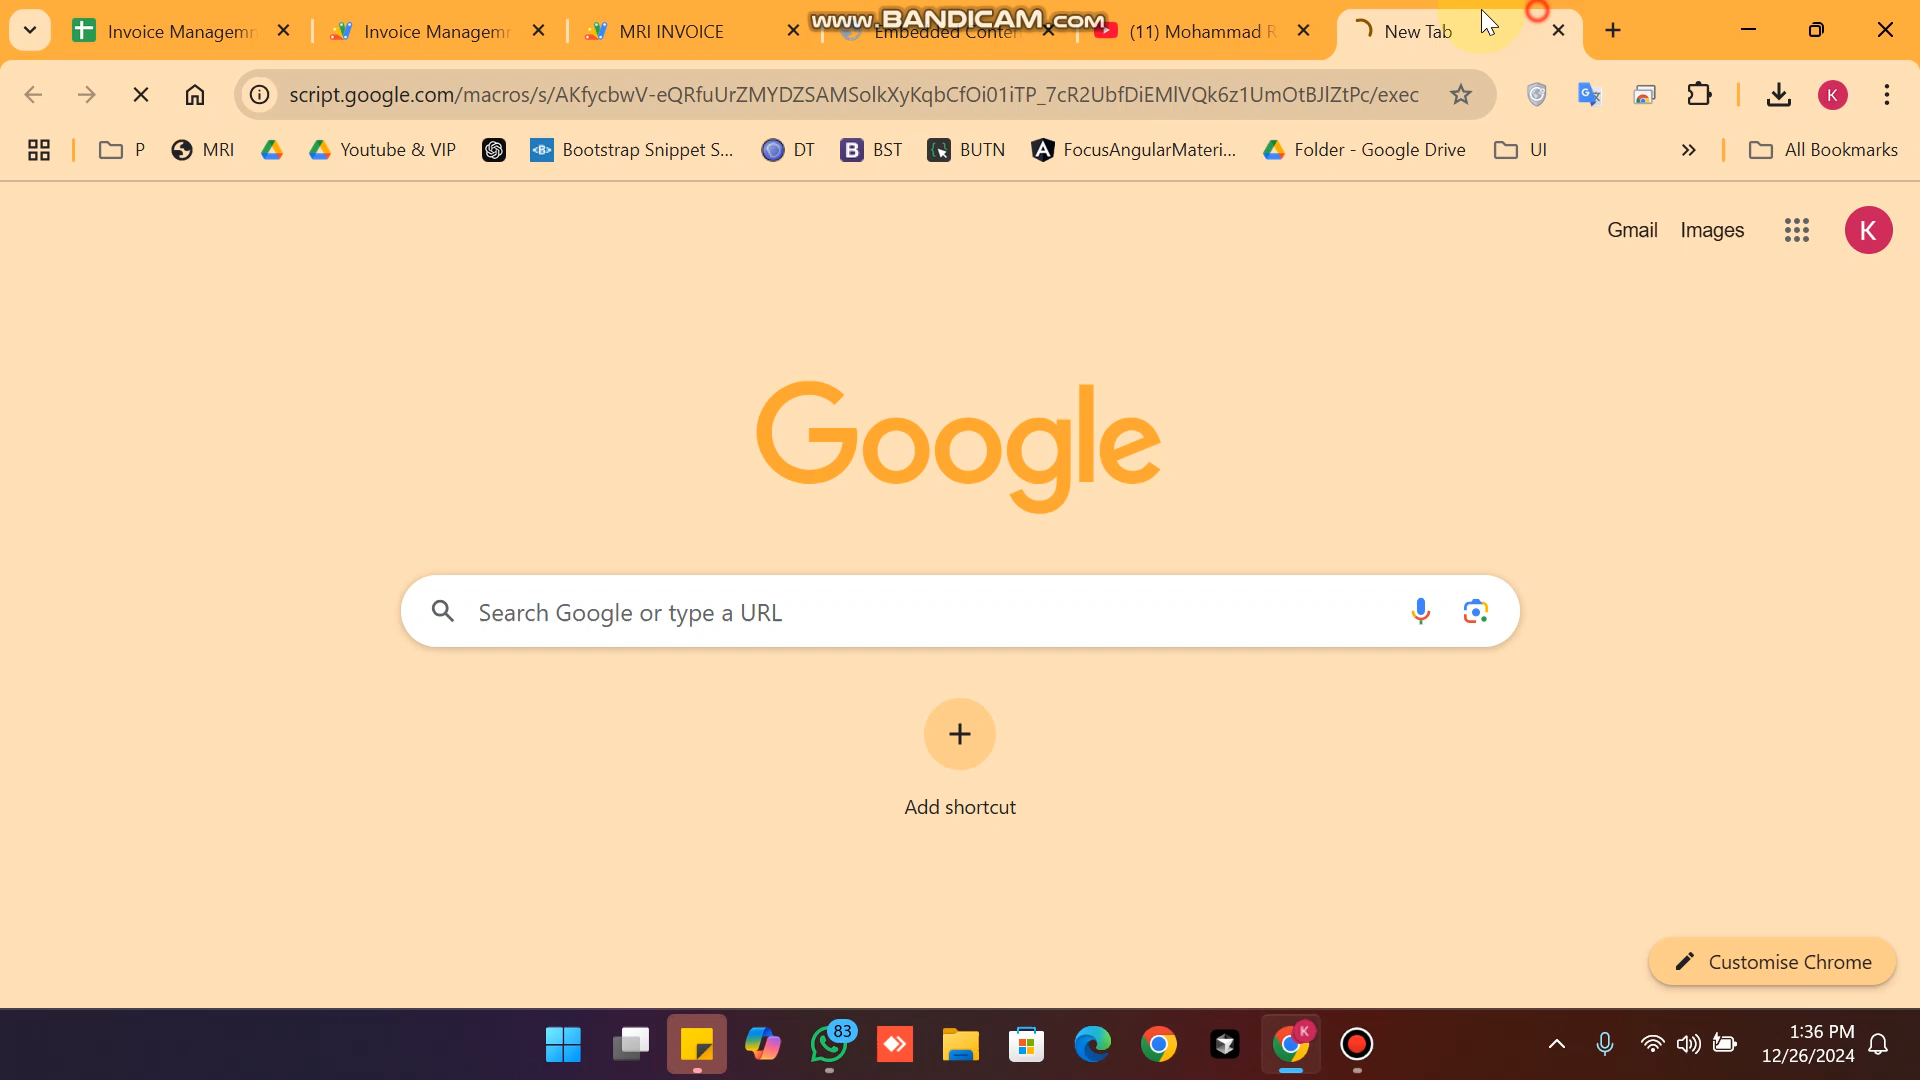 Invoice Managem
Invoice Managem
MRI INVOICE
www.BANDICAM.com
Embedded Conten
(11) Mohammad R
New Tab
script.google.com/macros/s/AKfycbwV-eQRfuUrZMYDZSAMSolkXyKqbCfOi01iTP_7cR2UbfDiEMlVQk6z1UmOtBJlZtPc/exec
K
P
MRI
Youtube & VIP
Bootstrap Snippet S...
DT
BST
BUTN
FocusAngularMateri...
Folder - Google Drive
UI
All Bookmarks
Gmail
Images
K
Google
Search Google or type a URL
Add shortcut
Customise Chrome
83
K
1:36 PM
12/26/2024